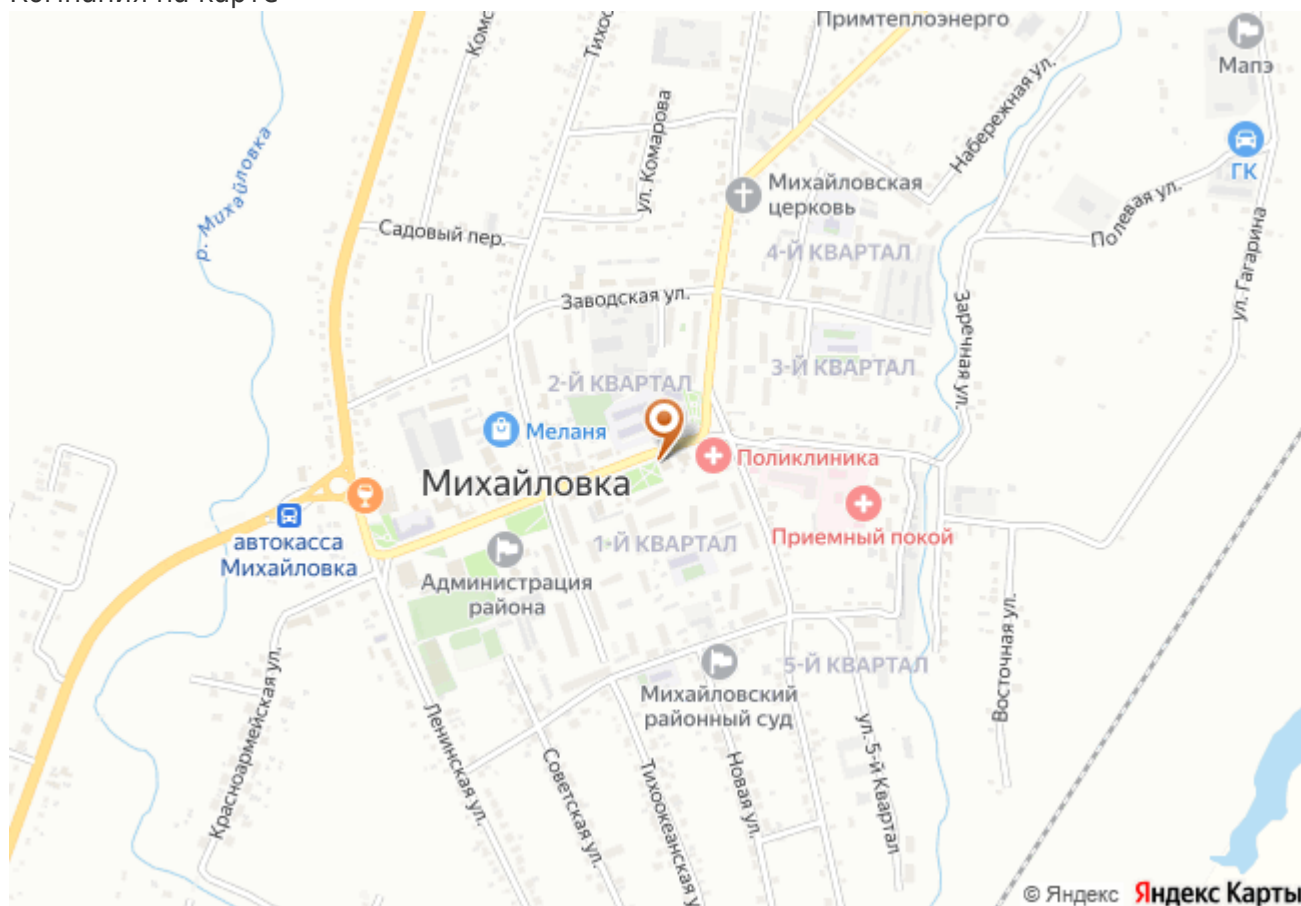 Компания на карте
Примтеплоэнерго
Мапэ
ГК
Комс
Тихоо
ул. Комарова
Набережная ул.
р. Михайловка
Михайловская
церковь
Полевая ул.
ул. Гагарина
Садовый пер.
4-Й КВАРТАЛ
Заводская ул.
Заречная ул.
3-Й КВАРТАЛ
2-Й КВАРТАЛ
Меланя
Поликлиника
Михайловка
автокасса
Михайловка
1-Й КВАРТАЛ
Приемный покой
Администрация
района
Восточная ул.
5-Й КВАРТАЛ
Михайловский
районный суд
Красноармейская ул.
Ленинская ул.
Советская ул.
Тихоокеанская у
Новая ул.
ул. 5-й Квартал
© Яндекс Яндекс Карты